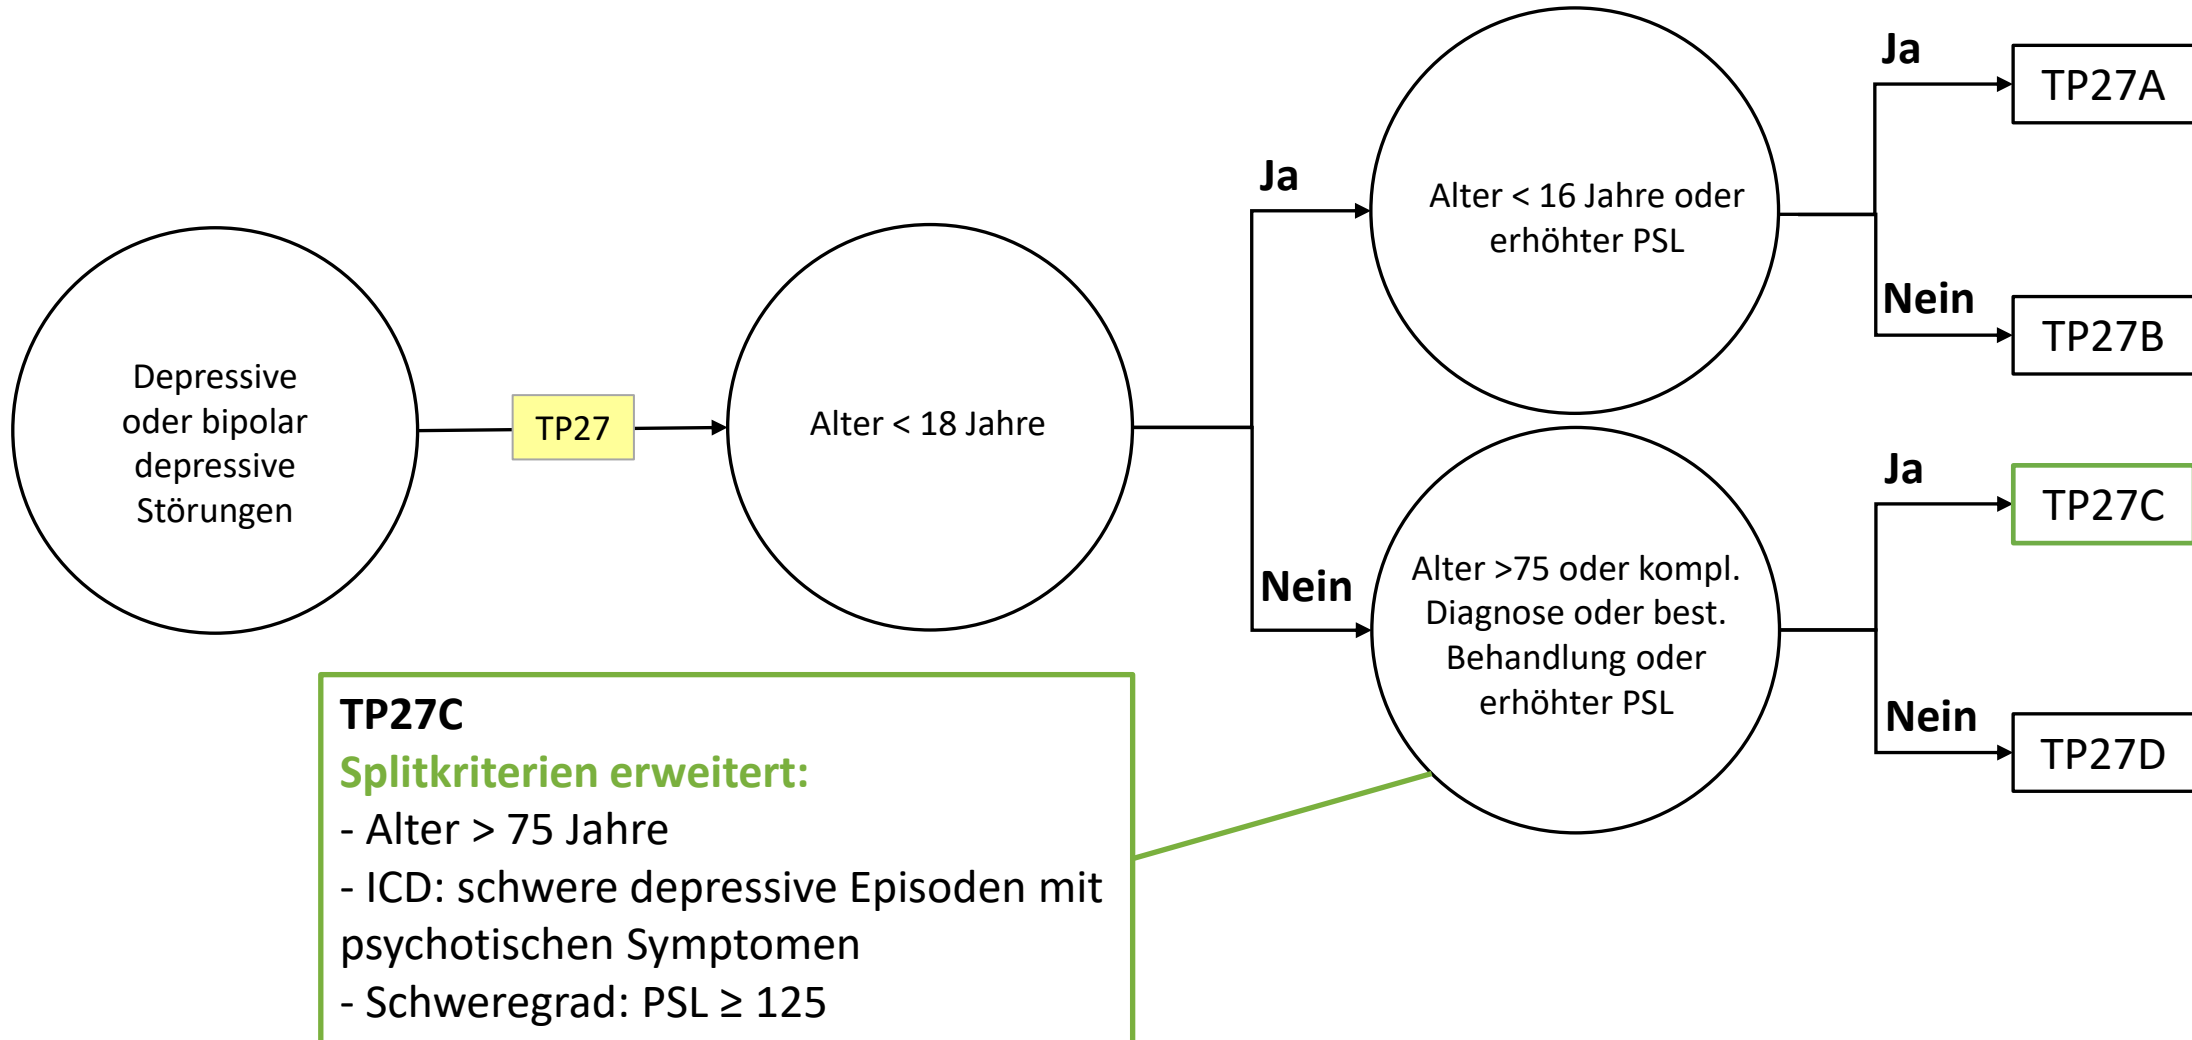 Depressive
oder bipolar
depressive
Störungen
TP27
Alter < 18 Jahre
Ja
Alter < 16 Jahre oder
erhöhter PSL
Ja
TP27A
Nein
TP27B
Nein
Alter >75 oder kompl.
Diagnose oder best.
Behandlung oder
erhöhter PSL
Ja
TP27C
Nein
TP27D
TP27C
Splitkriterien erweitert:
- Alter > 75 Jahre
- ICD: schwere depressive Episoden mit
psychotischen Symptomen
- Schweregrad: PSL ≥ 125